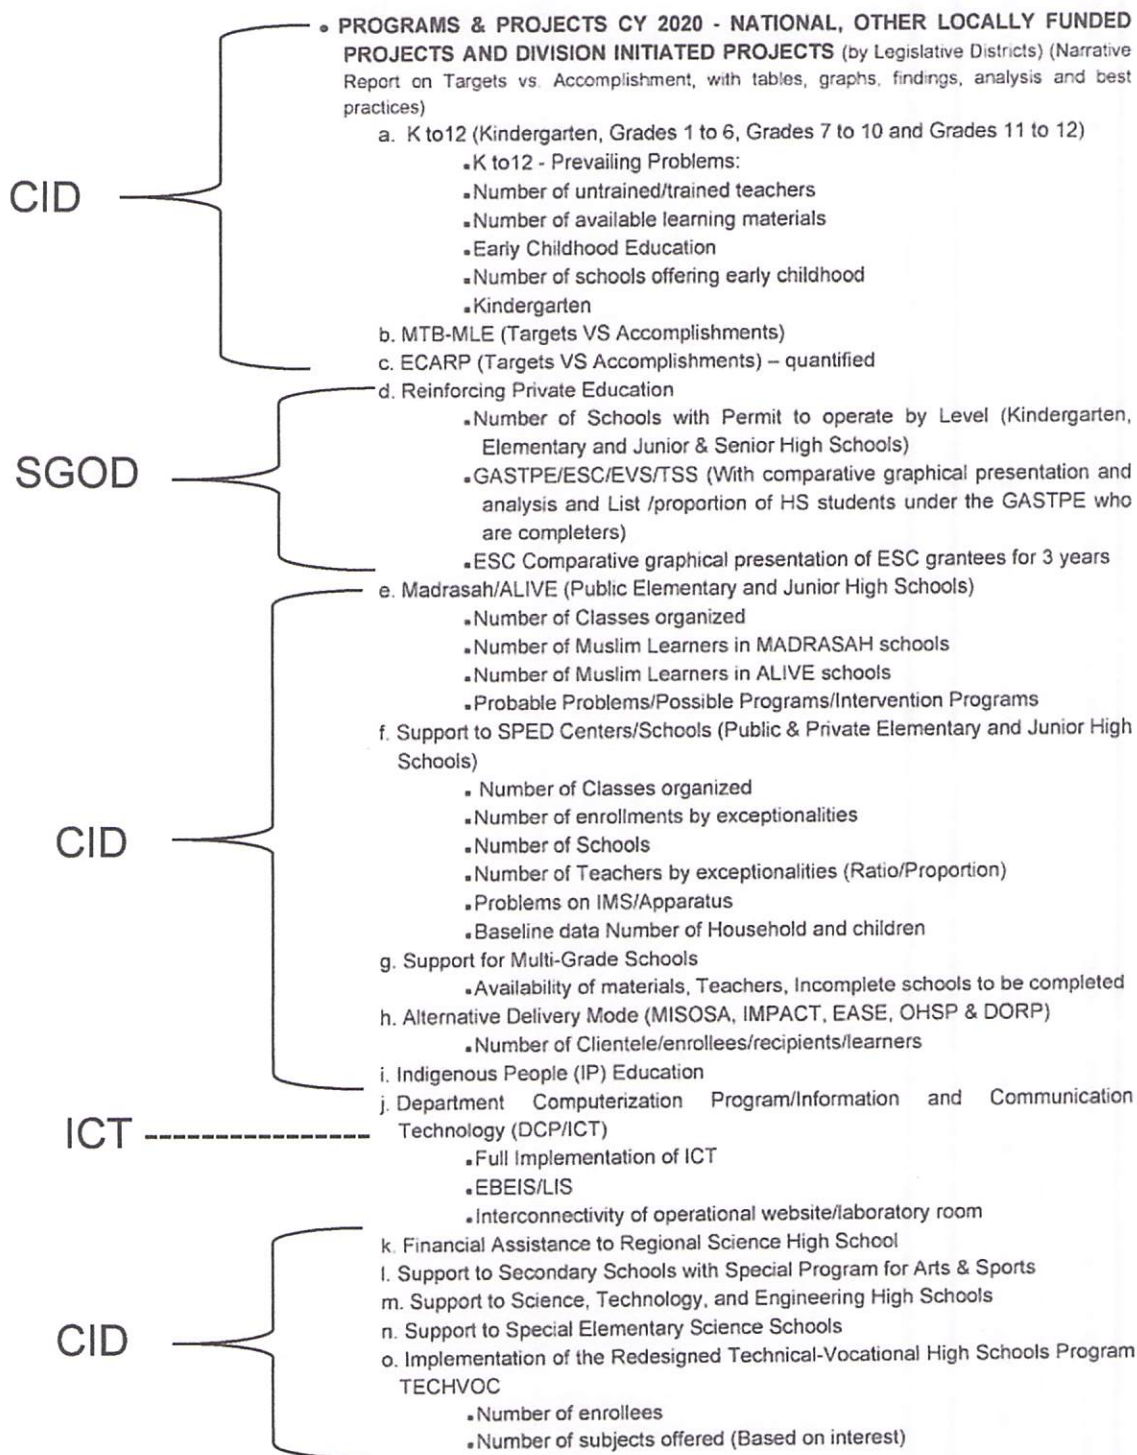 • PROGRAMS & PROJECTS CY 2020 - NATIONAL, OTHER LOCALLY FUNDED
PROJECTS AND DIVISION INITIATED PROJECTS (by Legislative Districts) (Narrative
Report on Targets vs. Accomplishment, with tables, graphs, findings, analysis and best
practices)
a. K to12 (Kindergarten, Grades 1 to 6, Grades 7 to 10 and Grades 11 to 12)
▪K to12 - Prevailing Problems:
CID
▪Number of untrained/trained teachers
▪Number of available learning materials
▪Early Childhood Education
▪Number of schools offering early childhood
▪Kindergarten
b. MTB-MLE (Targets VS Accomplishments)
c. ECARP (Targets VS Accomplishments) – quantified
d. Reinforcing Private Education
▪Number of Schools with Permit to operate by Level (Kindergarten,
Elementary and Junior & Senior High Schools)
SGOD
▪GASTPE/ESC/EVS/TSS (With comparative graphical presentation and
analysis and List /proportion of HS students under the GASTPE who
are completers)
▪ESC Comparative graphical presentation of ESC grantees for 3 years
e. Madrasah/ALIVE (Public Elementary and Junior High Schools)
▪Number of Classes organized
▪Number of Muslim Learners in MADRASAH schools
▪Number of Muslim Learners in ALIVE schools
▪Probable Problems/Possible Programs/Intervention Programs
f. Support to SPED Centers/Schools (Public & Private Elementary and Junior High
Schools)
▪ Number of Classes organized
▪Number of enrollments by exceptionalities
CID
▪Number of Schools
▪Number of Teachers by exceptionalities (Ratio/Proportion)
▪Problems on IMS/Apparatus
▪Baseline data Number of Household and children
g. Support for Multi-Grade Schools
▪Availability of materials, Teachers, Incomplete schools to be completed
h. Alternative Delivery Mode (MISOSA, IMPACT, EASE, OHSP & DORP)
▪Number of Clientele/enrollees/recipients/learners
i. Indigenous People (IP) Education
j. Department Computerization Program/Information and Communication
Technology (DCP/ICT)
ICT
▪Full Implementation of ICT
▪EBEIS/LIS
▪Interconnectivity of operational website/laboratory room
k. Financial Assistance to Regional Science High School
l. Support to Secondary Schools with Special Program for Arts & Sports
m. Support to Science, Technology, and Engineering High Schools
CID
n. Support to Special Elementary Science Schools
o. Implementation of the Redesigned Technical-Vocational High Schools Program
TECHVOC
▪Number of enrollees
▪Number of subjects offered (Based on interest)